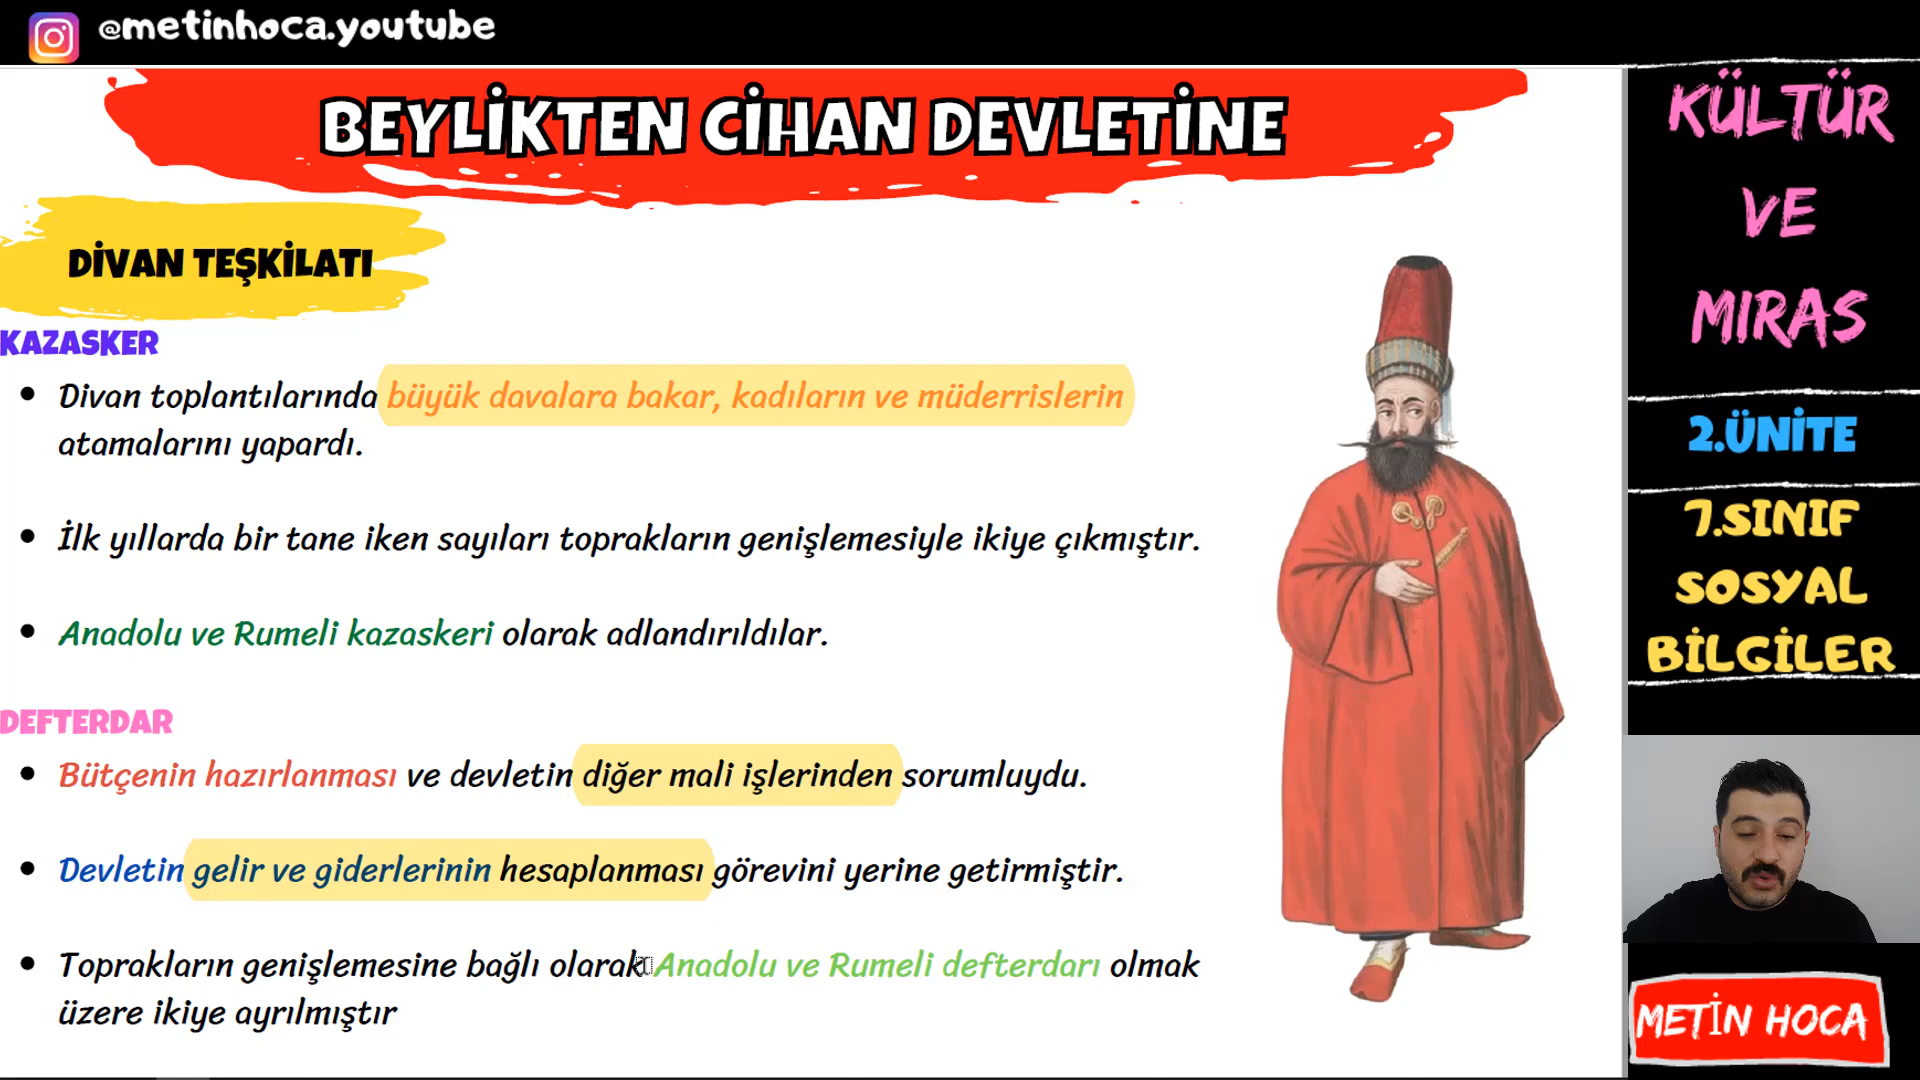 @metinhoca.youtube
BEYLİKTEN CİHAN DEVLETİNE
DİVAN TEŞKİLATI
KAZASKER
• Divan toplantılarında büyük davalara bakar, kadıların ve müderrislerin
atamalarını yapardı.
• İlk yıllarda bir tane iken sayıları toprakların genişlemesiyle ikiye çıkmıştır.
• Anadolu ve Rumeli kazaskeri olarak adlandırıldılar.
DEFTERDAR
• Bütçenin hazırlanması ve devletin diğer mali işlerinden sorumluydu.
• Devletin gelir ve giderlerinin hesaplanması görevini yerine getirmiştir.
• Toprakların genişlemesine bağlı olarak Anadolu ve Rumeli defterdarı olmak
üzere ikiye ayrılmıştır
KÜLTÜR
VE
MIRAS
2.ÜNİTE
7.SINIF
SOSYAL
BİLGİLER
METİN HOCA